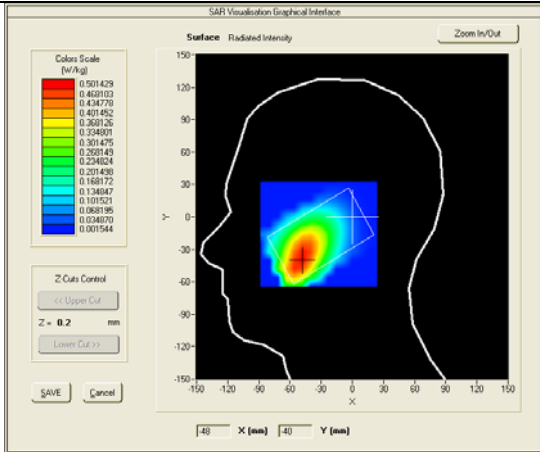 SAR Visualisation Graphical Interface
Surface Radiated Intensity
Zoom In/Out
Colors Scale
(W/kg)
0.501429
0.468103
0.434778
0.401452
0.368126
0.334801
0.301475
0.268149
0.234824
0.201498
0.168172
0.134847
0.101521
0.068195
0.034870
0.001544
150
120
90
60
30
0
-30
-60
-90
-120
-150
Y
-150 -120 -90 -60 -30 0 30 60 90 120 150
X
Z Cuts Control
<< Upper Cut
Z = 0.2 mm
Lower Cut >>
SAVE Cancel
-48 X (mm) -40 Y (mm)